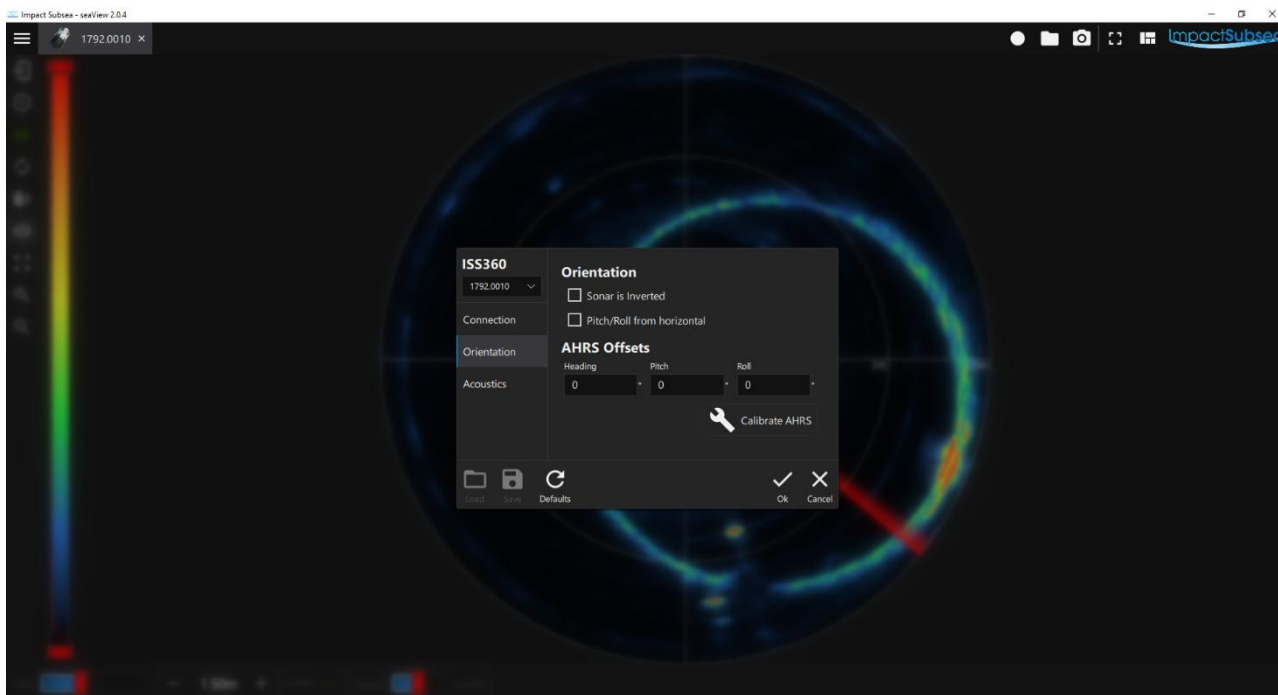 Impact Subsea - seaView 2.0.4
1792.0010 ×
ImpactSubsea
ISS360
1792.0010
Connection
Orientation
Acoustics
Orientation
Sonar is Inverted
Pitch/Roll from horizontal
AHRS Offsets
Heading Pitch Roll
0 ° 0 ° 0 °
Calibrate AHRS
Load Save Defaults Ok Cancel
1.50m